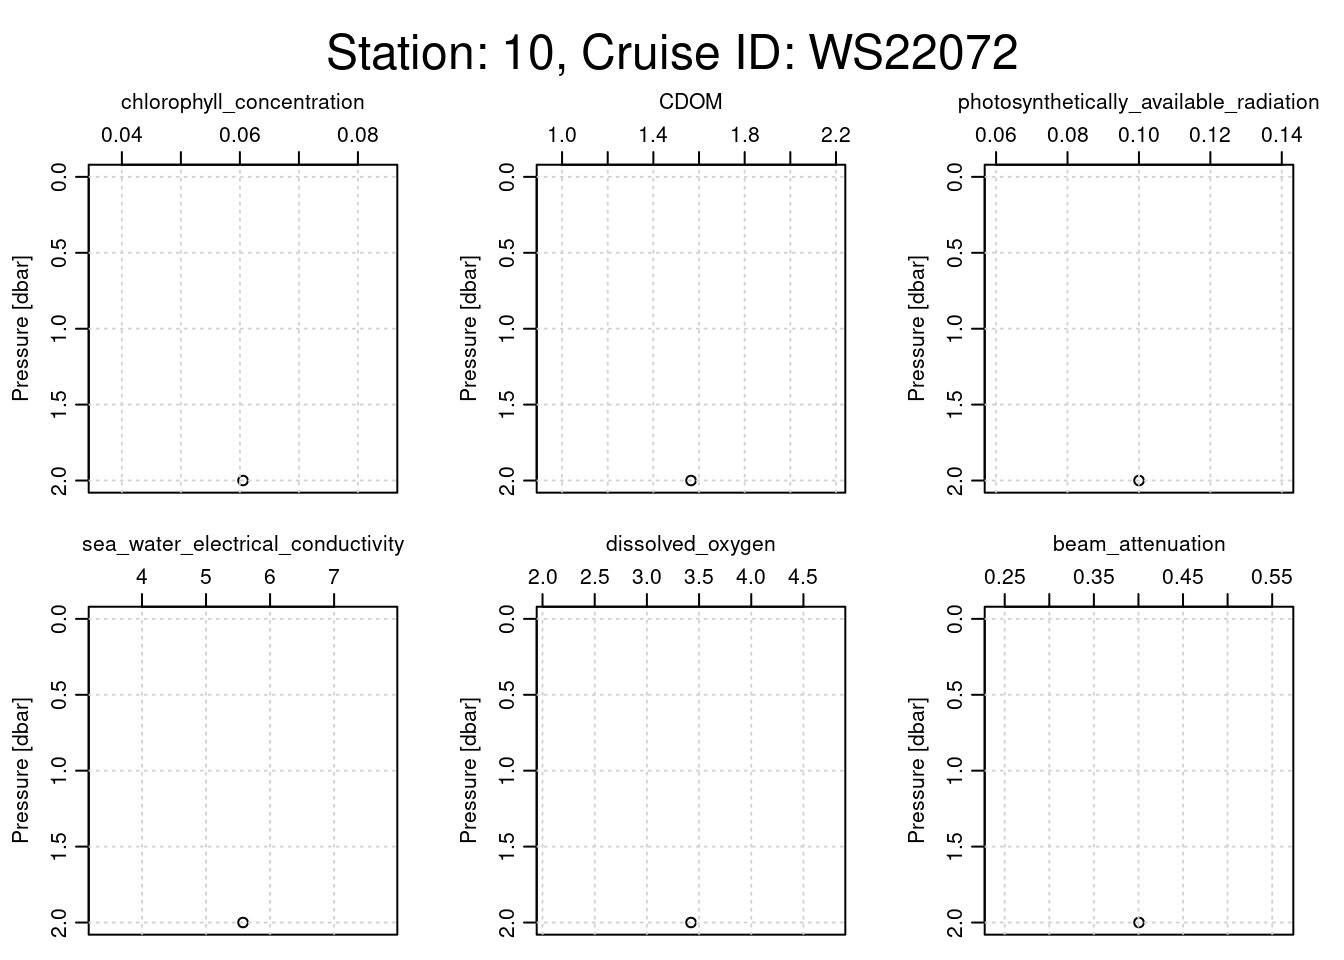 Station: 10, Cruise ID: WS22072
chlorophyll_concentration
0.04 0.06 0.08
Pressure [dbar]
0.0
0.5
1.0
1.5
2.0
CDOM
1.0 1.4 1.8 2.2
Pressure [dbar]
0.0
0.5
1.0
1.5
2.0
photosynthetically_available_radiation
0.06 0.08 0.10 0.12 0.14
Pressure [dbar]
0.0
0.5
1.0
1.5
2.0
sea_water_electrical_conductivity
4 5 6 7
Pressure [dbar]
0.0
0.5
1.0
1.5
2.0
dissolved_oxygen
2.0 2.5 3.0 3.5 4.0 4.5
Pressure [dbar]
0.0
0.5
1.0
1.5
2.0
beam_attenuation
0.25 0.35 0.45 0.55
Pressure [dbar]
0.0
0.5
1.0
1.5
2.0